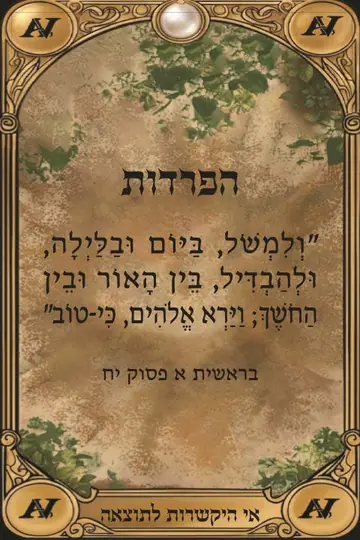 הפרדות
"וְלִמְשֹׁל, בַּיּוֹם וּבַלַּיְלָה,
וּלְהַבְדִּיל, בֵּין הָאוֹר וּבֵין
הַחֹשֶׁךְ; וַיַּרְא אֱלֹהִים, כִּי-טוֹב"
בראשית א פסוק יח
אי היקשרות לתוצאה